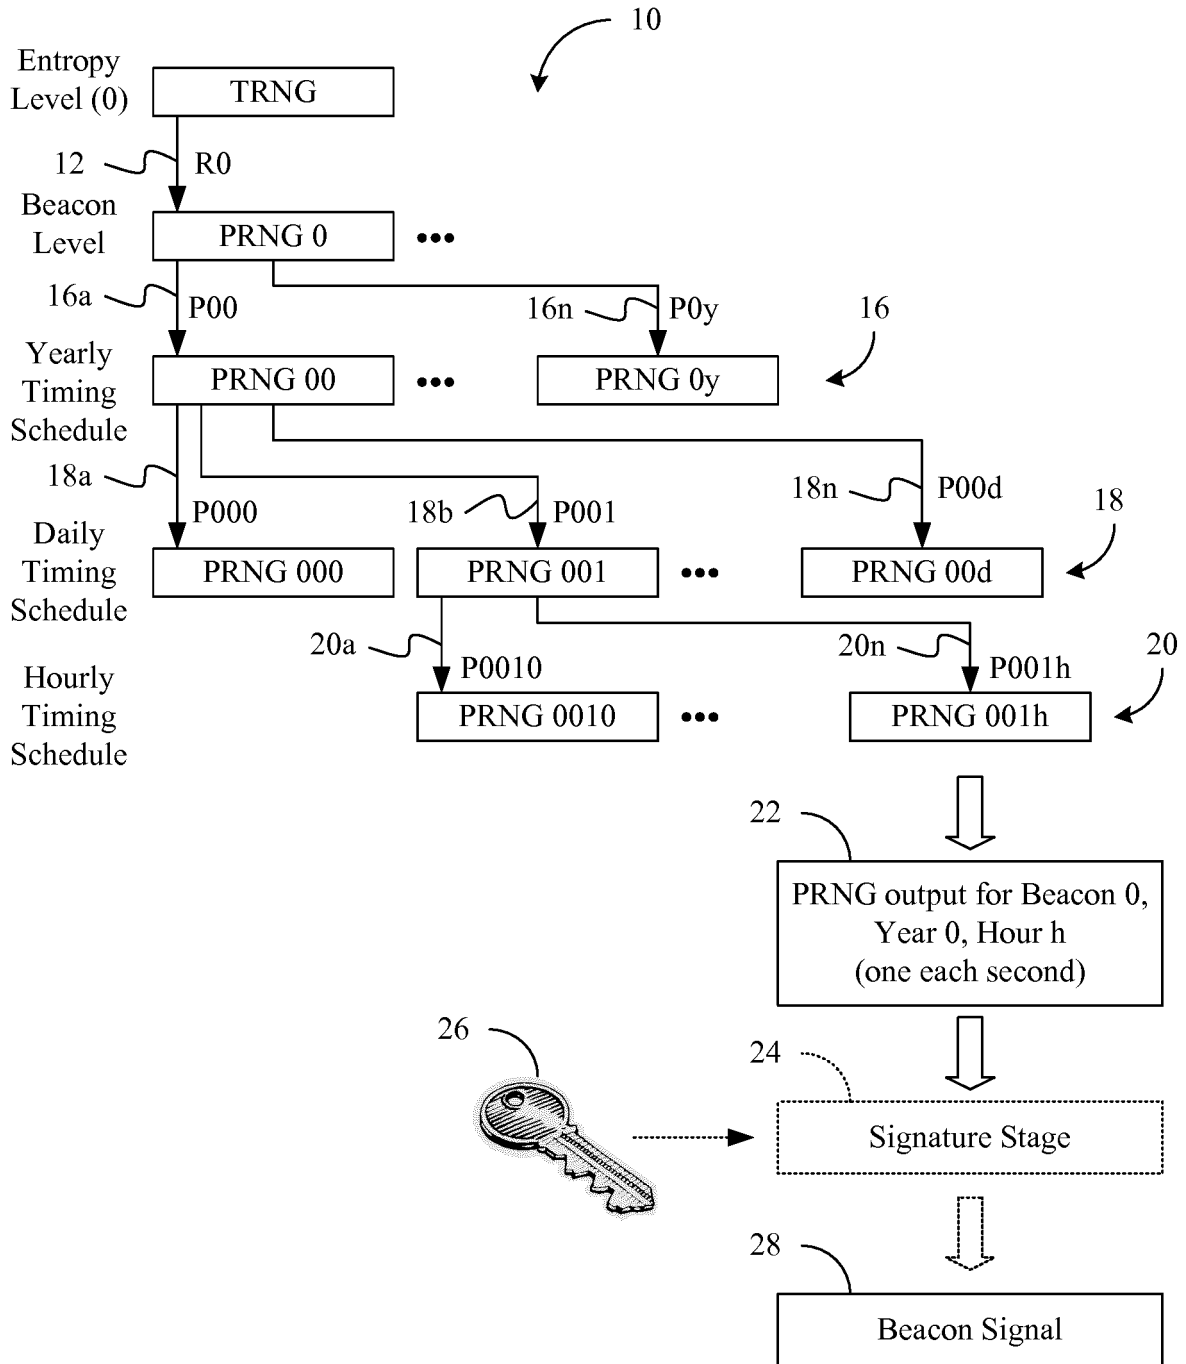 10
Entropy
Level (0)
TRNG
12
R0
Beacon
Level
PRNG 0
•••
16a
P00
16n
P0y
16
Yearly
Timing
Schedule
PRNG 00
•••
PRNG 0y
18a
P000
18b
P001
18n
P00d
18
Daily
Timing
Schedule
PRNG 000
PRNG 001
•••
PRNG 00d
20a
P0010
20n
P001h
20
Hourly
Timing
Schedule
PRNG 0010
•••
PRNG 001h
22
PRNG output for Beacon 0,
Year 0, Hour h
(one each second)
26
24
Signature Stage
28
Beacon Signal